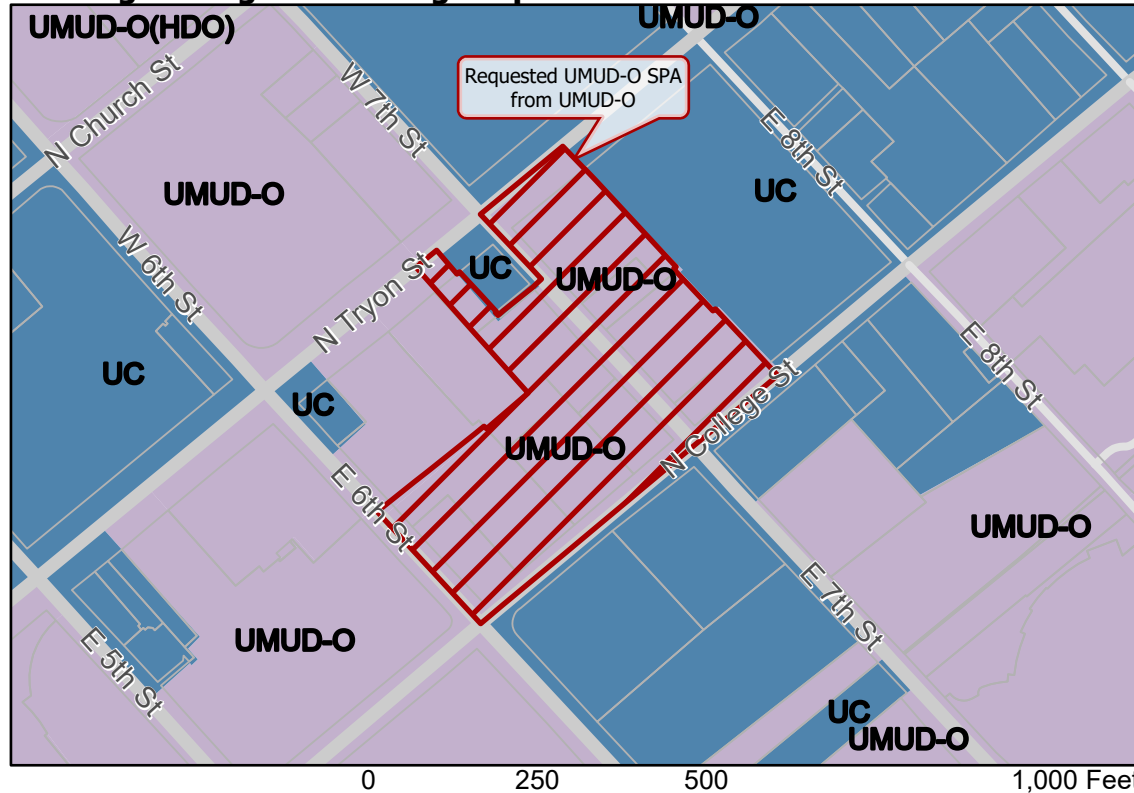 UMUD-O(HDO)
UMUD-O
N Church St
W 7th St
Requested UMUD-O SPA
from UMUD-O
E 8th St
UMUD-O
UC
W 6th St
UC
UMUD-O
N Tryon St
UC
UC
E 8th St
N College St
UMUD-O
E 6th St
UMUD-O
E 7th St
UMUD-O
E 5th St
UC
UMUD-O
0 250 500 1,000 Feet